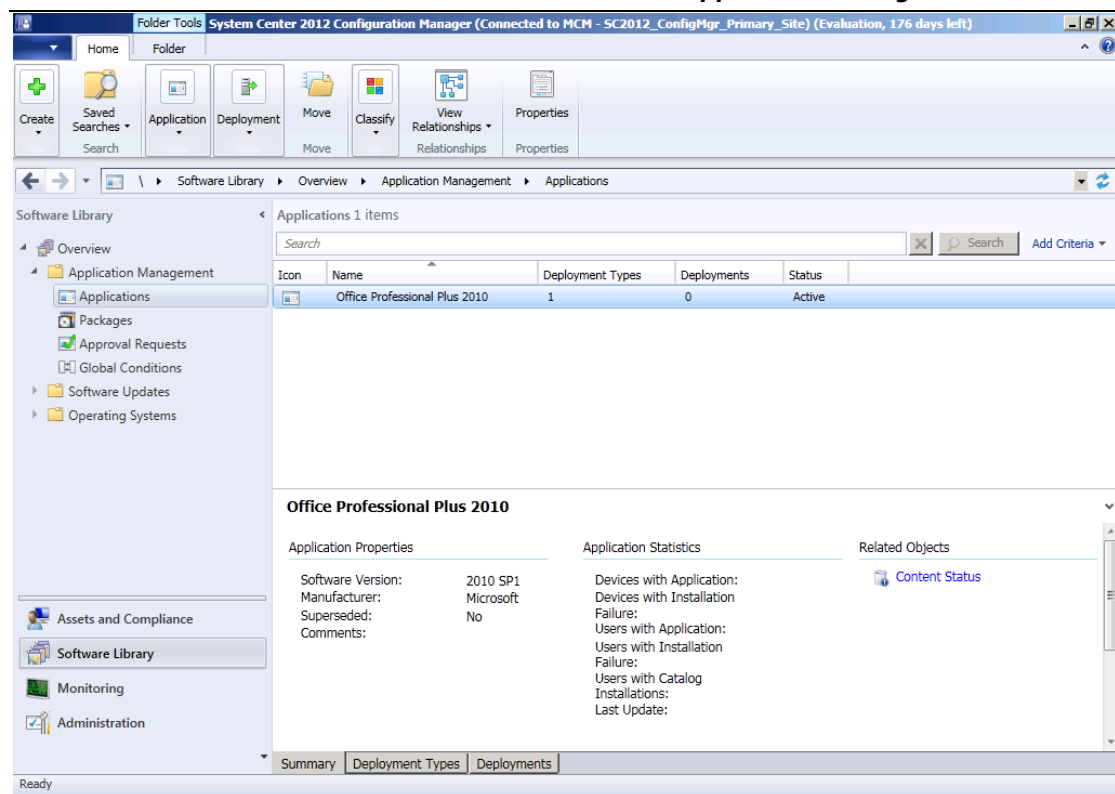 Folder Tools System Center 2012 Configuration Manager (Connected to MCM - SC2012_ConfigMgr_Primary_Site) (Evaluation, 176 days left)
Home Folder
Create Saved Searches Application Deployment Move Classify View Relationships Properties
Search Move Relationships Properties
\ Software Library Overview Application Management Applications
Software Library
Overview
Application Management
Applications
Packages
Approval Requests
Global Conditions
Software Updates
Operating Systems
Assets and Compliance
Software Library
Monitoring
Administration
Applications 1 items
Search Search Add Criteria
Icon Name Deployment Types Deployments Status
Office Professional Plus 2010 1 0 Active
Office Professional Plus 2010
Application Properties
Software Version: 2010 SP1
Manufacturer: Microsoft
Superseded: No
Comments:
Application Statistics
Devices with Application:
Devices with Installation
Failure:
Users with Application:
Users with Installation
Failure:
Users with Catalog
Installations:
Last Update:
Related Objects
Content Status
Summary Deployment Types Deployments
Ready